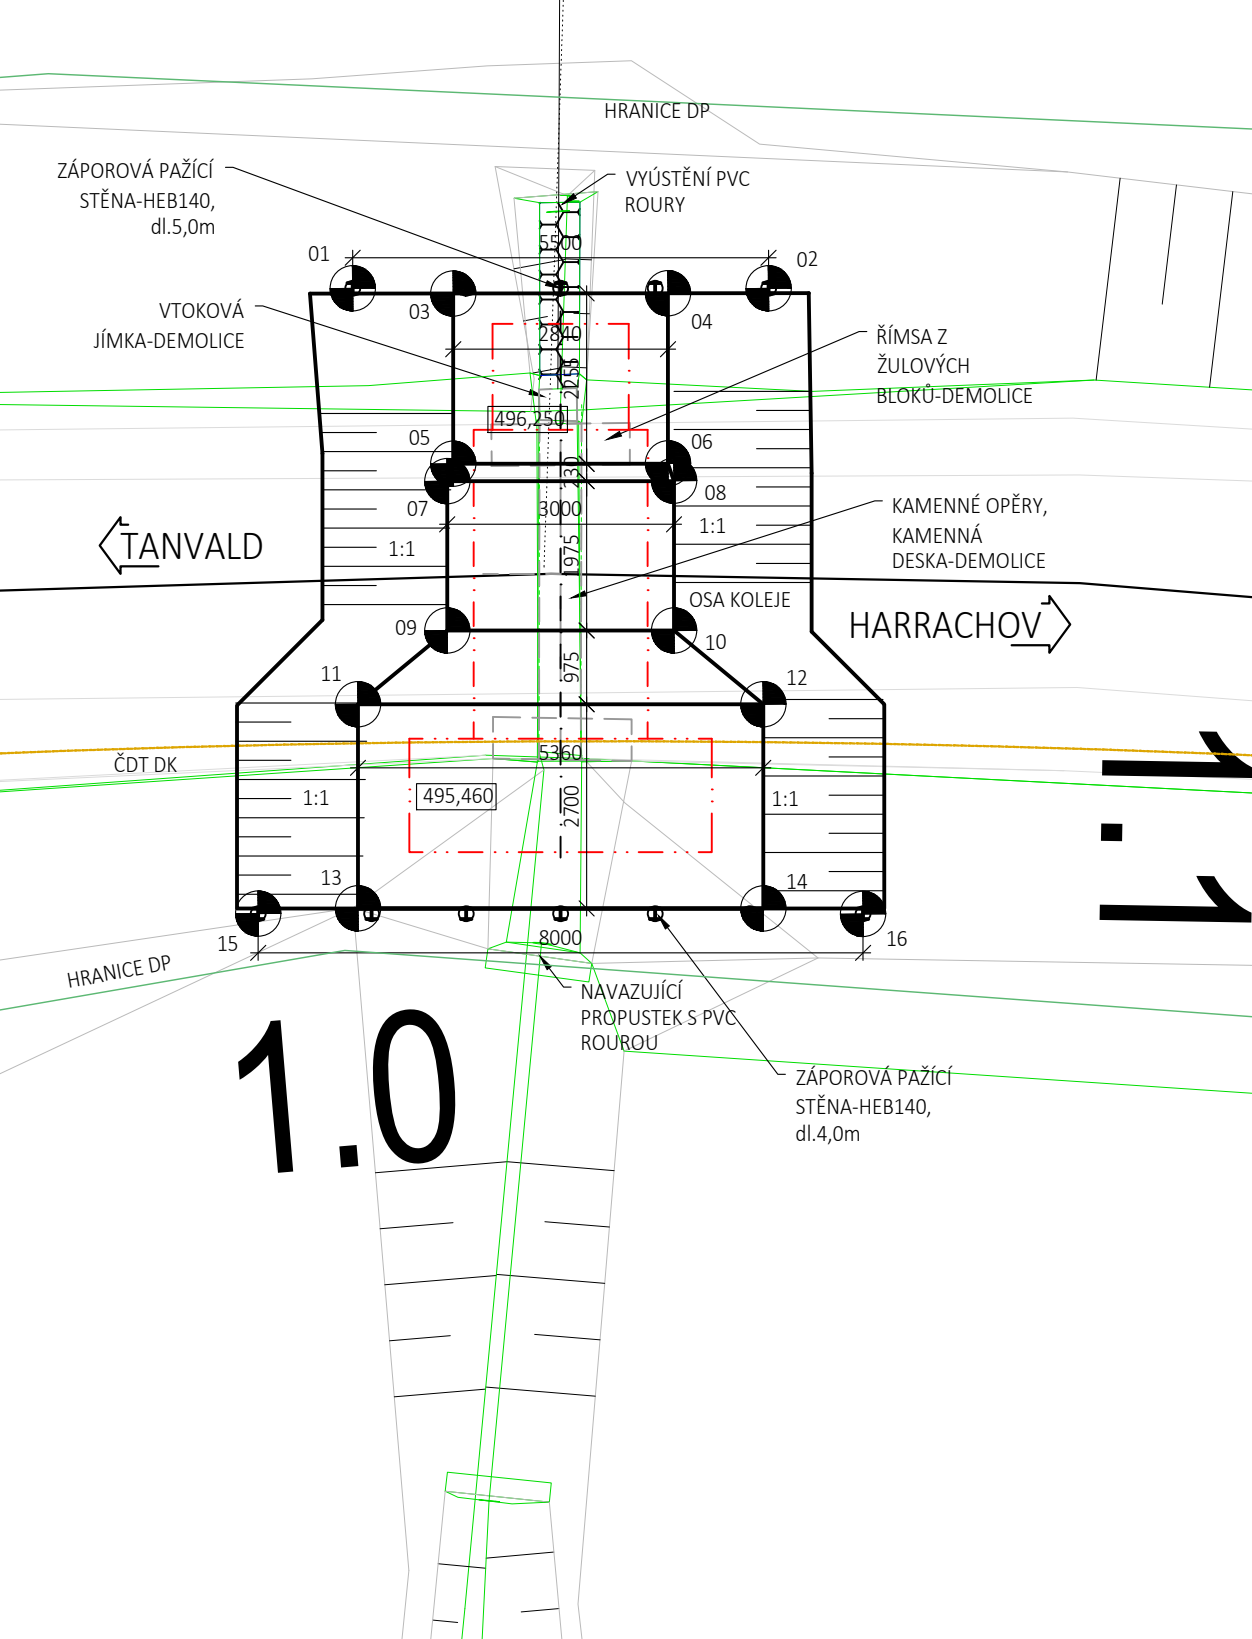 HRANICE DP
ZÁPOROVÁ PAŽÍCÍ
STĚNA-HEB140,
dl.5,0m
VYÚSTĚNÍ PVC
ROURY
5500
01
02
03
04
VTOKOVÁ
JÍMKA-DEMOLICE
2840
ŘÍMSA Z
ŽULOVÝCH
BLOKŮ-DEMOLICE
2255
496,250
05
06
230
07
08
3000
KAMENNÉ OPĚRY,
KAMENNÁ
DESKA-DEMOLICE
TANVALD
1:1
1:1
1975
OSA KOLEJE
HARRACHOV
09
10
975
11
12
ČDT DK
5360
1:1
495,460
2700
1:1
1:1
13
14
15
8000
16
HRANICE DP
NAVAZUJÍCÍ
PROPUSTEK S PVC
ROUROU
1.0
ZÁPOROVÁ PAŽÍCÍ
STĚNA-HEB140,
dl.4,0m